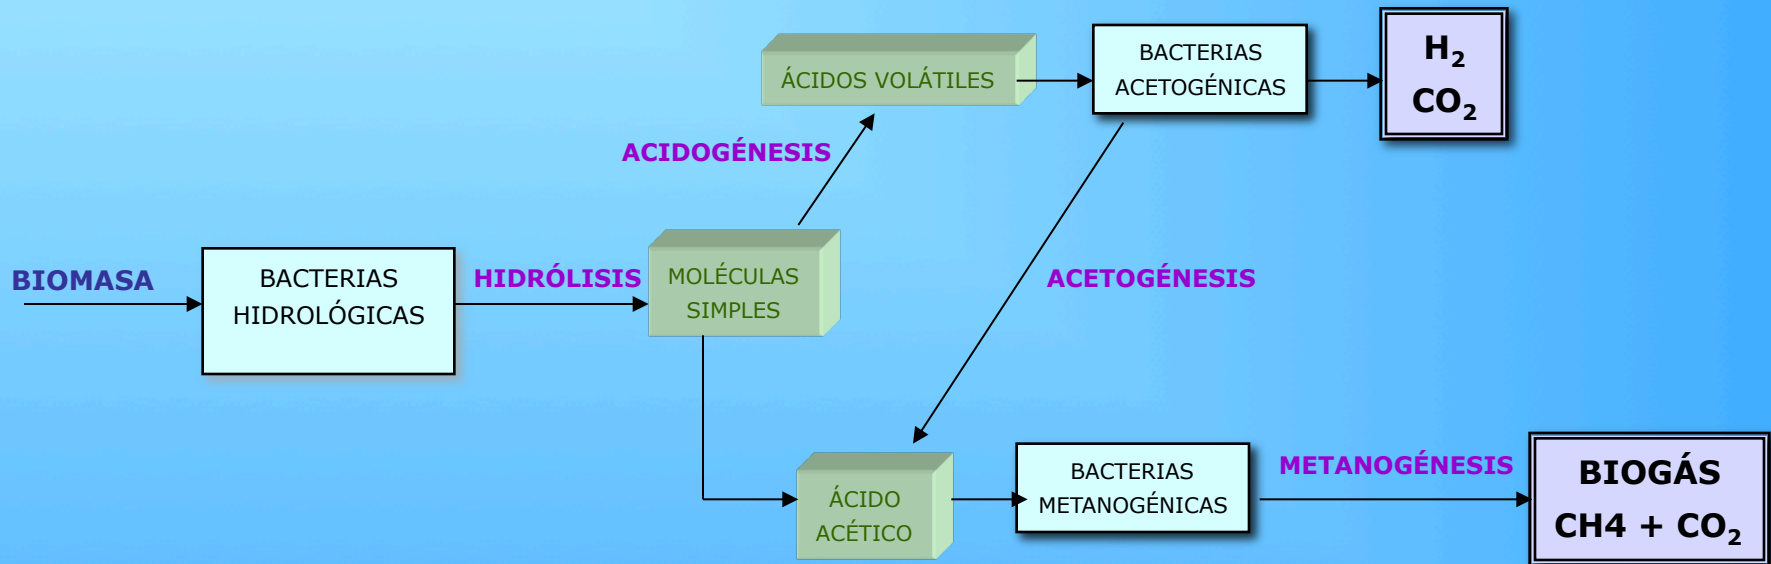 ÁCIDOS VOLÁTILES
BACTERIAS
ACETOGÉNICAS
H₂
CO₂
ACIDOGÉNESIS
BIOMASA
BACTERIAS
HIDROLÓGICAS
HIDRÓLISIS
MOLÉCULAS
SIMPLES
ACETOGÉNESIS
ÁCIDO
ACÉTICO
BACTERIAS
METANOGÉNICAS
METANOGÉNESIS
BIOGÁS
CH4 + CO₂